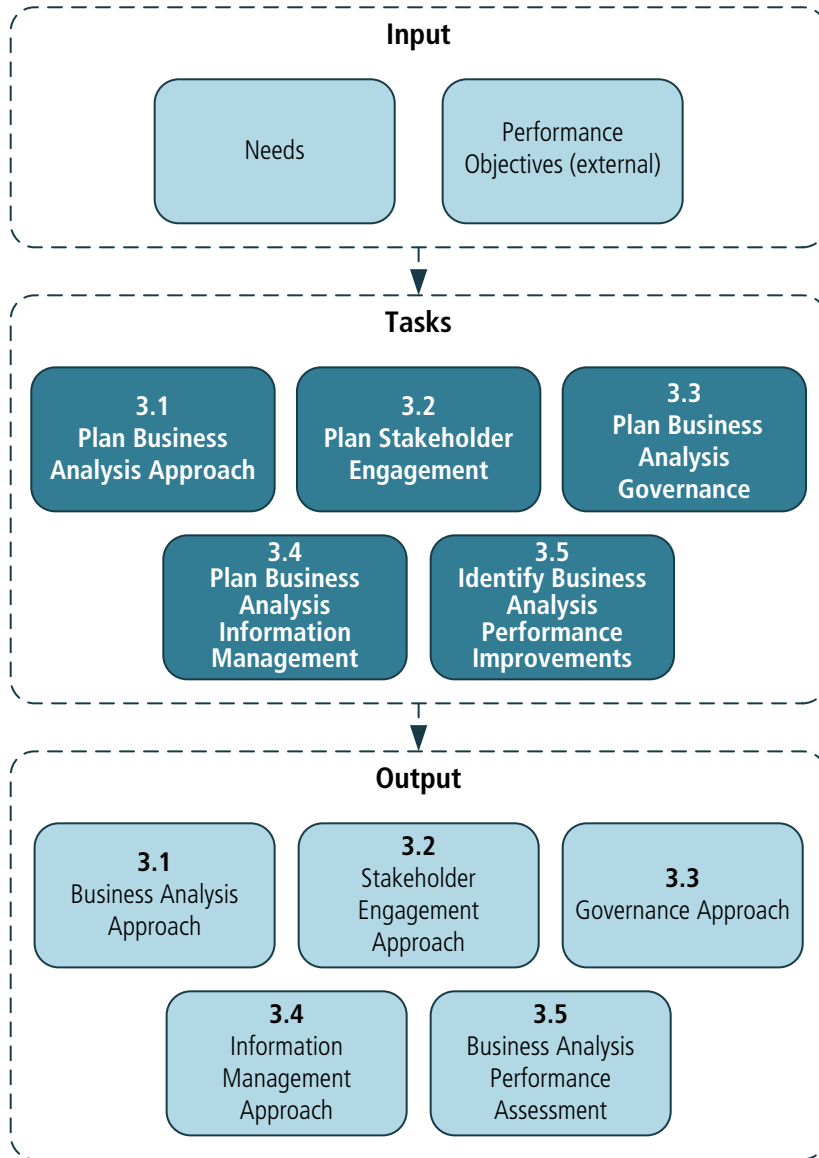 Input
Needs
Performance
Objectives (external)
Tasks
3.1
Plan Business
Analysis Approach
3.2
Plan Stakeholder
Engagement
3.3
Plan Business
Analysis
Governance
3.4
Plan Business
Analysis
Information
Management
3.5
Identify Business
Analysis
Performance
Improvements
Output
3.1
Business Analysis
Approach
3.2
Stakeholder
Engagement
Approach
3.3
Governance Approach
3.4
Information
Management
Approach
3.5
Business Analysis
Performance
Assessment